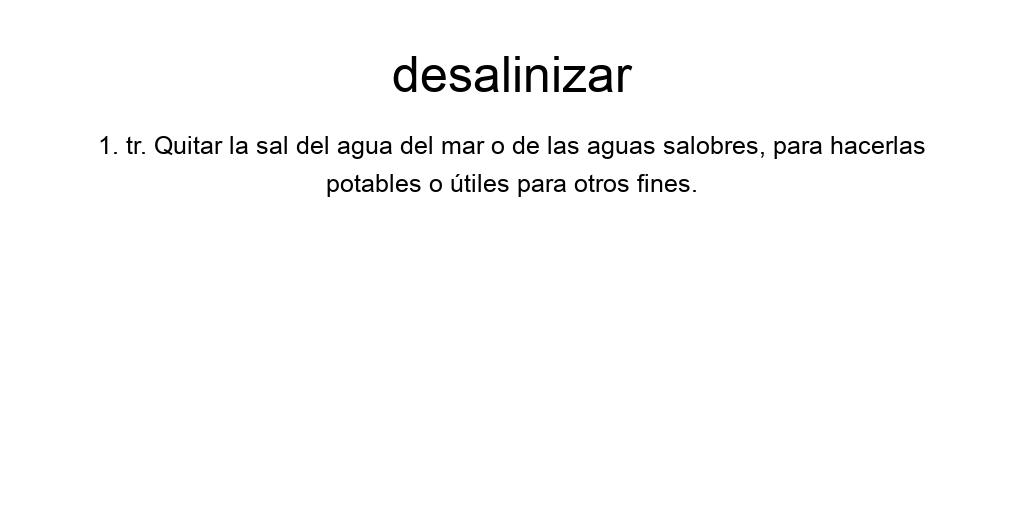 desalinizar
1. tr. Quitar la sal del agua del mar o de las aguas salobres, para hacerlas
potables o útiles para otros fines.